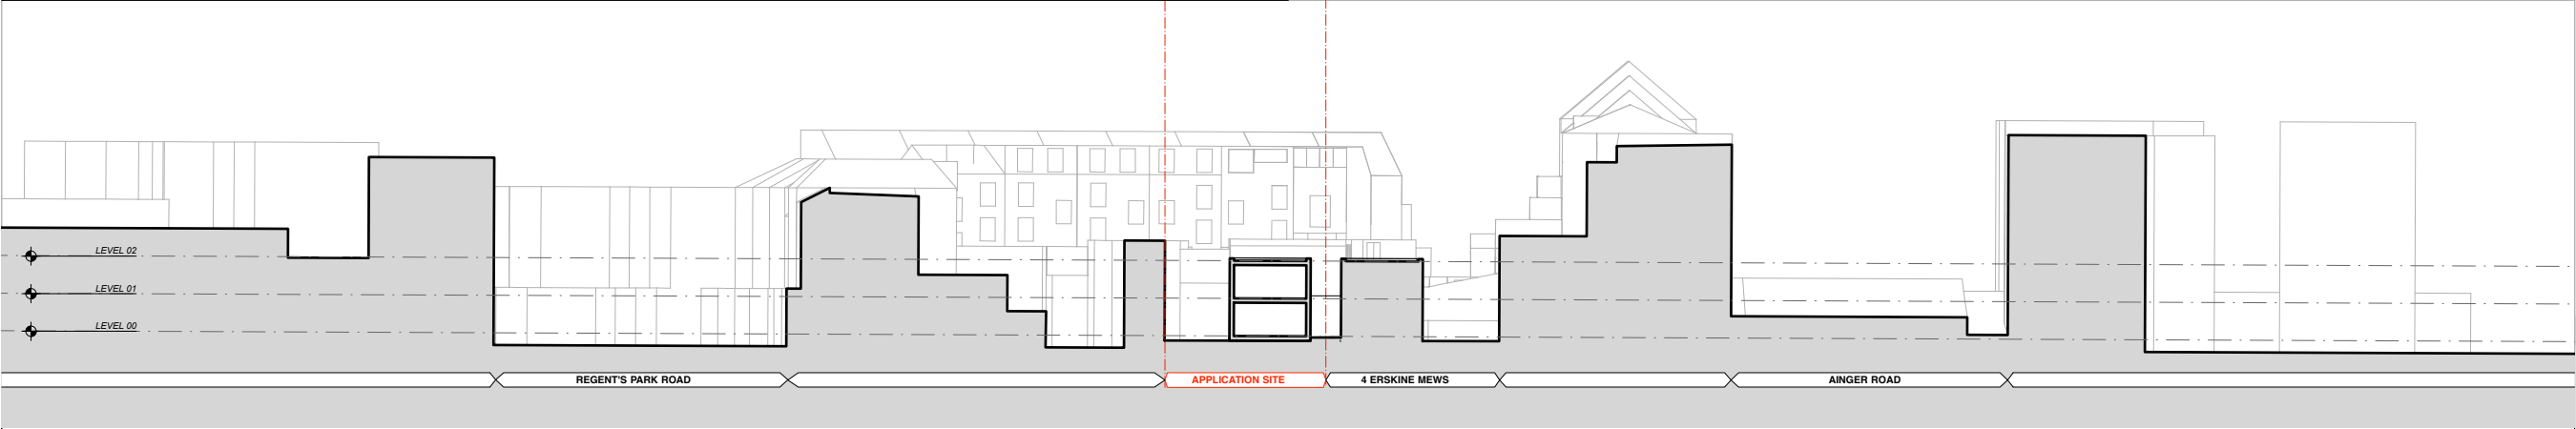 LEVEL 02
LEVEL 01
LEVEL 00
REGENT'S PARK ROAD
APPLICATION SITE
4 ERSKINE MEWS
AINGER ROAD